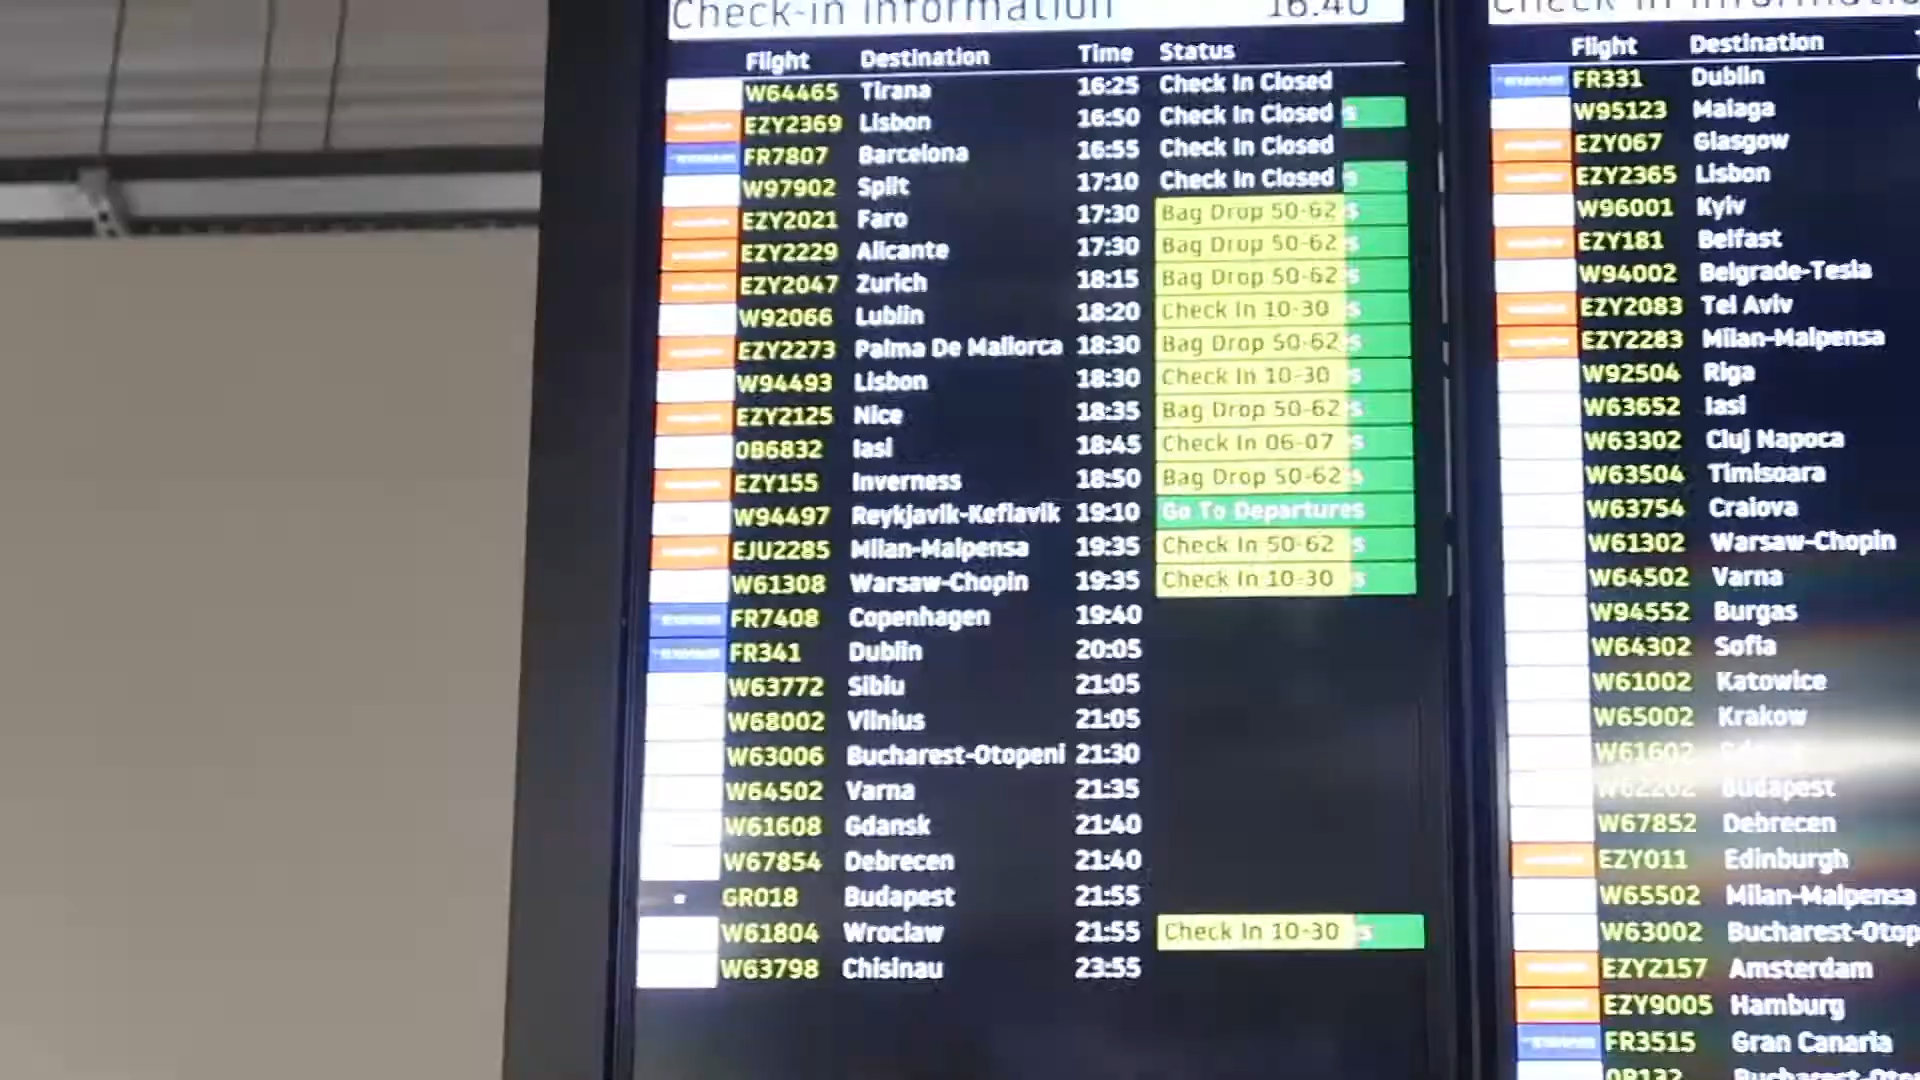 Check-in information 16:40
Flight Destination Time Status
W64465 Tirana 16:25 Check In Closed
EZY2369 Lisbon 16:50 Check In Closed s
FR7807 Barcelona 16:55 Check In Closed
W97902 Split 17:10 Check In Closed s
EZY2021 Faro 17:30 Bag Drop 50-62 s
EZY2229 Alicante 17:30 Bag Drop 50-62 s
EZY2047 Zurich 18:15 Bag Drop 50-62 s
W92066 Lublin 18:20 Check In 10-30 s
EZY2273 Palma De Mallorca 18:30 Bag Drop 50-62 s
W94493 Lisbon 18:30 Check In 10-30 s
EZY2125 Nice 18:35 Bag Drop 50-62 s
0B6832 Iasi 18:45 Check In 06-07 s
EZY155 Inverness 18:50 Bag Drop 50-62 s
W94497 Reykjavik-Keflavik 19:10 Go To Departures
EJU2285 Milan-Malpensa 19:35 Check In 50-62 s
W61308 Warsaw-Chopin 19:35 Check In 10-30 s
FR7408 Copenhagen 19:40
FR341 Dublin 20:05
W63772 Sibiu 21:05
W68002 Vilnius 21:05
W63006 Bucharest-Otopeni 21:30
W64502 Varna 21:35
W61608 Gdansk 21:40
W67854 Debrecen 21:40
GR018 Budapest 21:55
W61804 Wroclaw 21:55 Check In 10-30 s
W63798 Chisinau 23:55
Check-in informatio
Flight Destination
FR331 Dublin
W95123 Malaga
EZY067 Glasgow
EZY2365 Lisbon
W96001 Kyiv
EZY181 Belfast
W94002 Belgrade-Tesla
EZY2083 Tel Aviv
EZY2283 Milan-Malpensa
W92504 Riga
W63652 Iasi
W63302 Cluj Napoca
W63504 Timisoara
W63754 Craiova
W61302 Warsaw-Chopin
W64502 Varna
W94552 Burgas
W64302 Sofia
W61002 Katowice
W65002 Krakow
W61602
W62202 Budapest
W67852 Debrecen
EZY011 Edinburgh
W65502 Milan-Malpensa
W63002 Bucharest-Otop
EZY2157 Amsterdam
EZY9005 Hamburg
FR3515 Gran Canaria
0B132 Bucharest-Oto